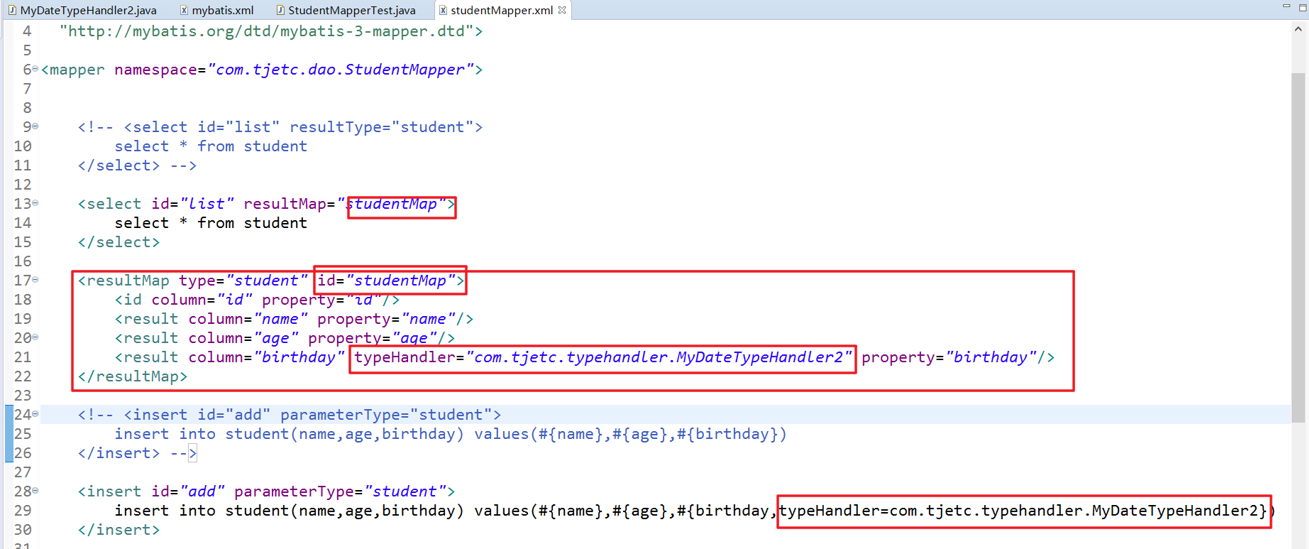 MyDateTypeHandler2.java mybatis.xml StudentMapperTest.java studentMapper.xml
4 "http://mybatis.org/dtd/mybatis-3-mapper.dtd">
5
6 <mapper namespace="com.tjetc.dao.StudentMapper">
7
8
9 <!-- <select id="list" resultType="student">
10 select * from student
11 </select> -->
12
13 <select id="list" resultMap="studentMap">
14 select * from student
15 </select>
16
17 <resultMap type="student" id="studentMap">
18 <id column="id" property="id"/>
19 <result column="name" property="name"/>
20 <result column="age" property="age"/>
21 <result column="birthday" typeHandler="com.tjetc.typehandler.MyDateTypeHandler2" property="birthday"/>
22 </resultMap>
23
24 <!-- <insert id="add" parameterType="student">
25 insert into student(name,age,birthday) values(#{name},#{age},#{birthday})
26 </insert> -->
27
28 <insert id="add" parameterType="student">
29 insert into student(name,age,birthday) values(#{name},#{age},#{birthday,typeHandler=com.tjetc.typehandler.MyDateTypeHandler2})
30 </insert>
31